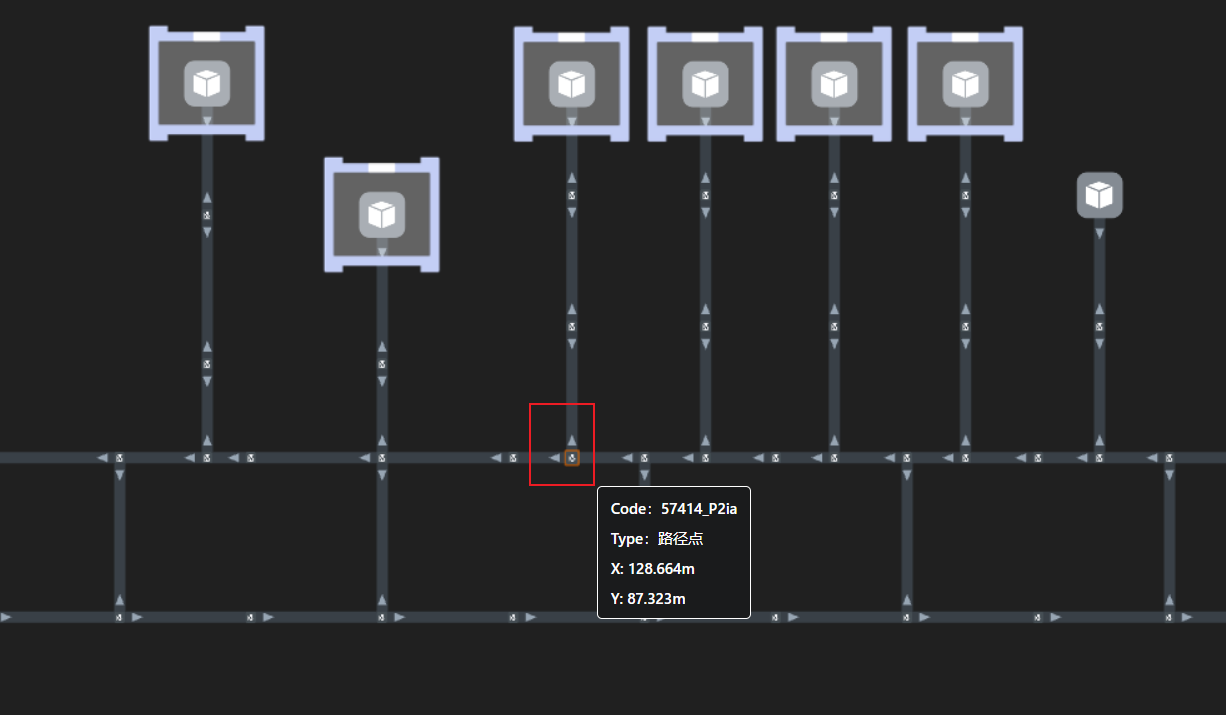 Code：57414_P2ia
Type：路径点
X: 128.664m
Y: 87.323m